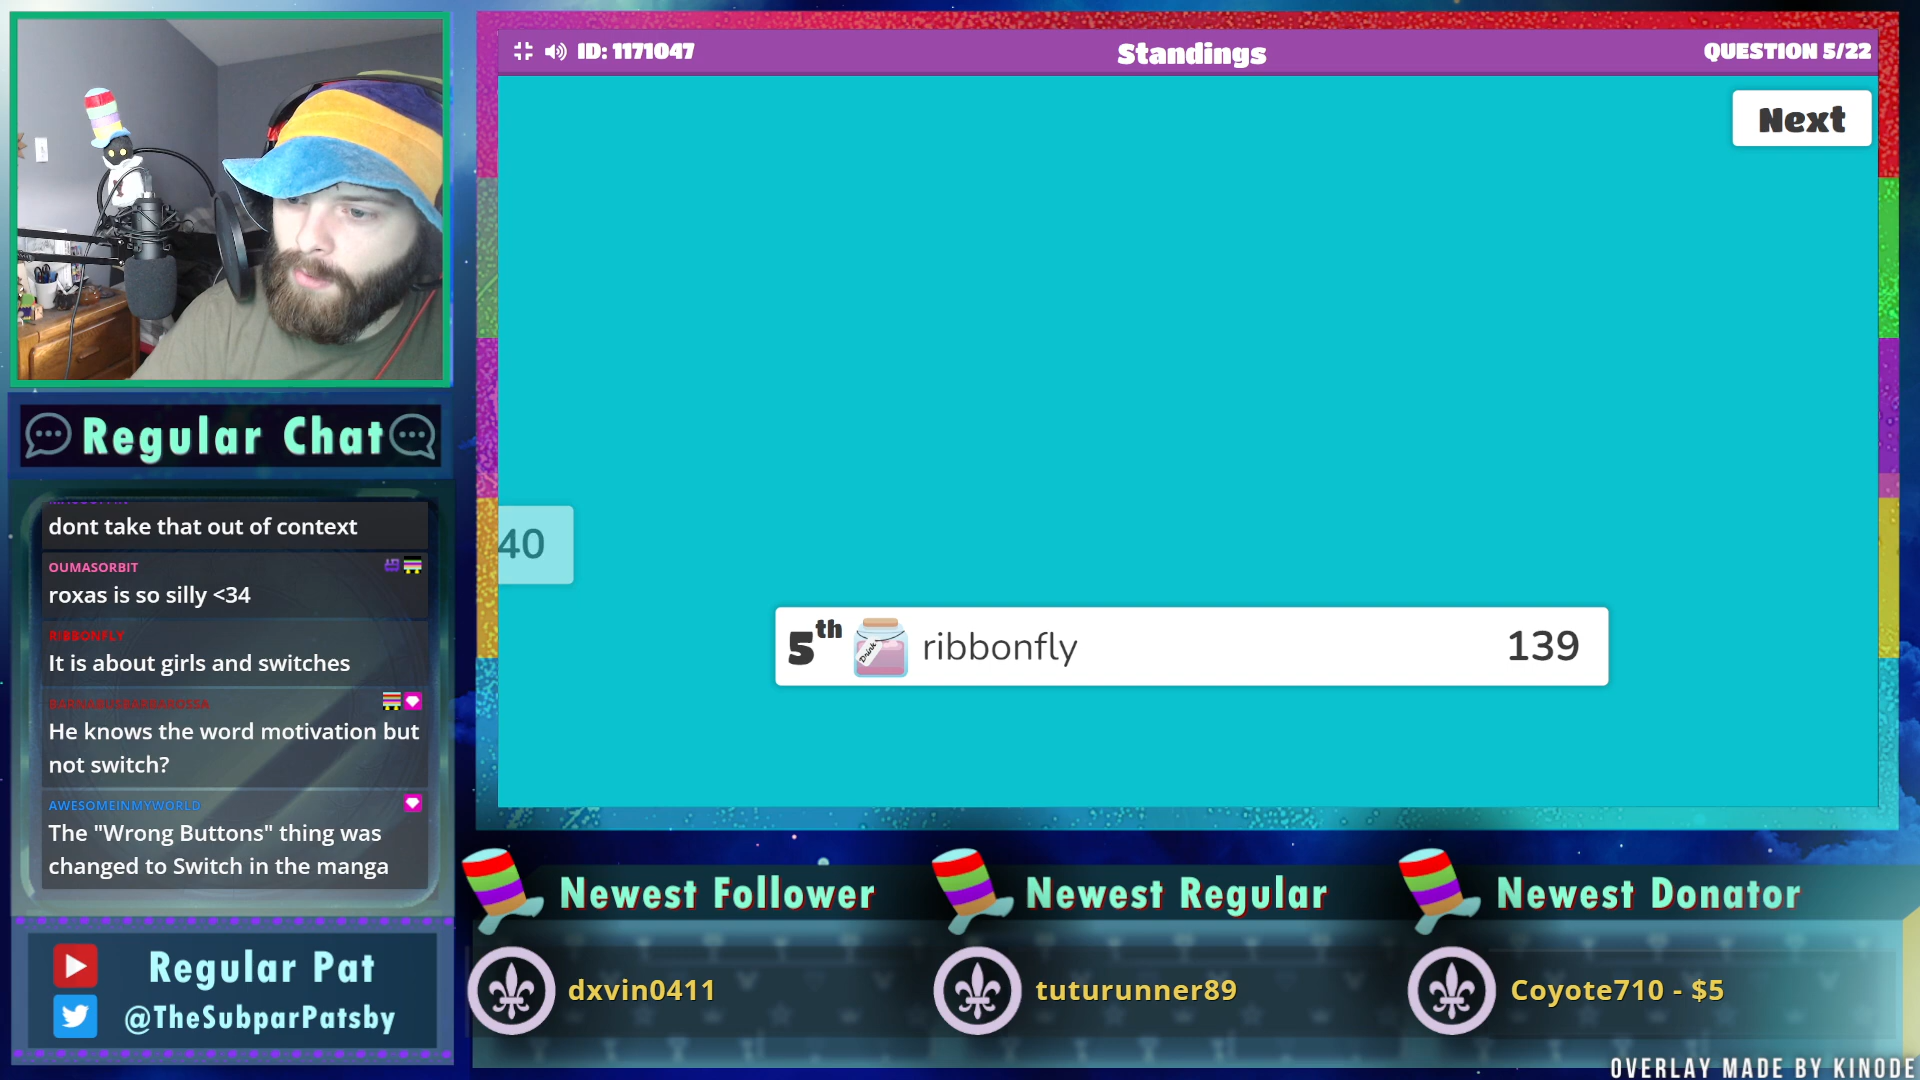 ID: 1171047
Standings
QUESTION 5/22
Next
40
5th
Drink
ribbonfly
139
Regular Chat
dont take that out of context
OUMASORBIT
roxas is so silly <34
RIBBONFLY
It is about girls and switches
He knows the word motivation but
not switch?
AWESOMEINMYWORLD
The "Wrong Buttons" thing was
changed to Switch in the manga
Regular Pat
@TheSubparPatsby
Newest Follower
dxvin0411
Newest Regular
tuturunner89
Newest Donator
Coyote710 - $5
OVERLAY MADE BY KINODE